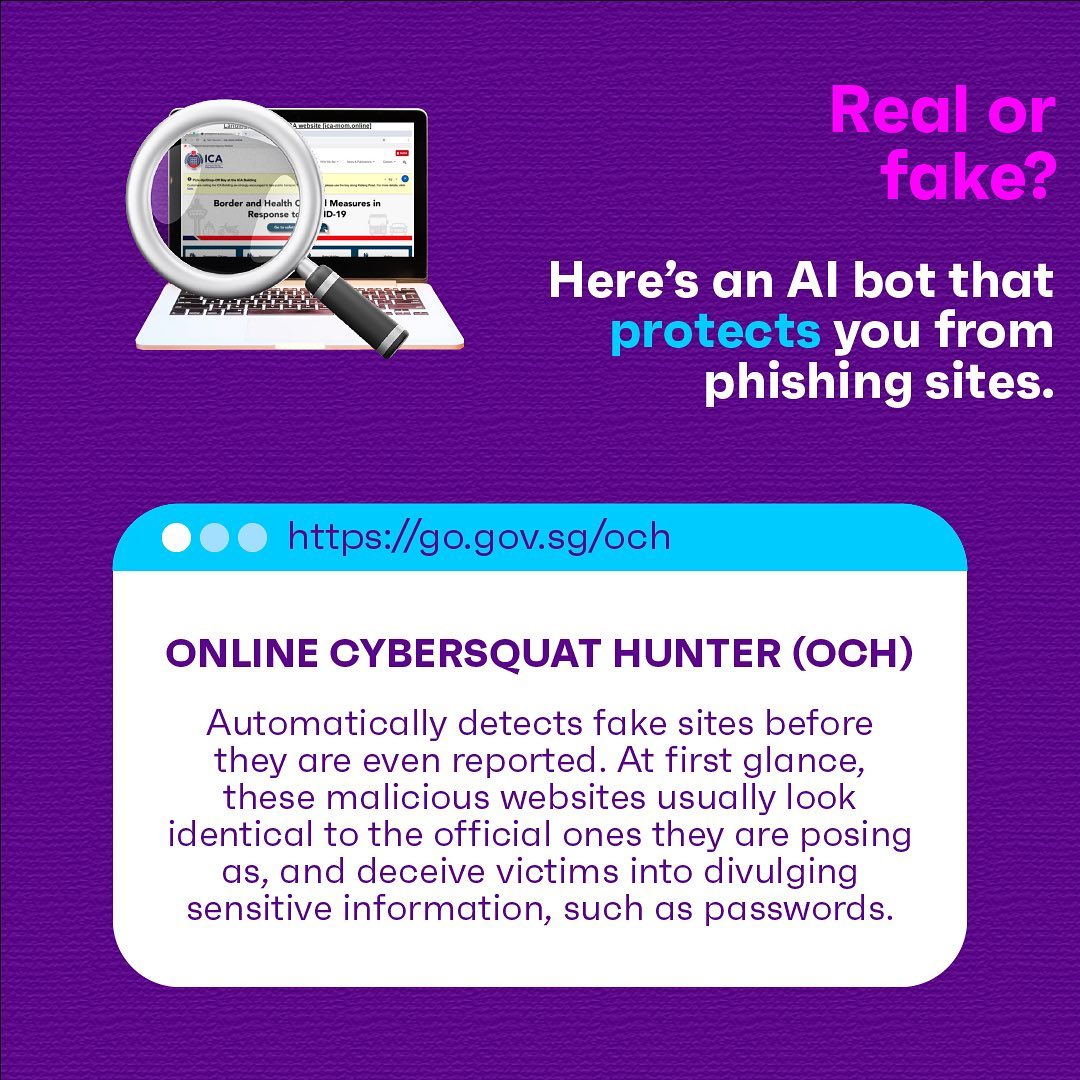 Real or
fake?
Here's an AI bot that
protects you from
phishing sites.
A website [ica-mom.online]
ICA
Border and Health C l Measures in
Response to ID-19
https://go.gov.sg/och
ONLINE CYBERSQUAT HUNTER (OCH)
Automatically detects fake sites before
they are even reported. At first glance,
these malicious websites usually look
identical to the official ones they are posing
as, and deceive victims into divulging
sensitive information, such as passwords.